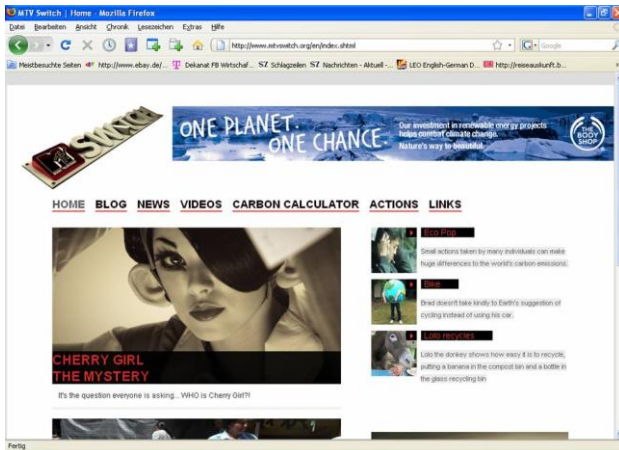 MTV Switch | Home - Mozilla Firefox
Datei Bearbeiten Ansicht Chronik Lesezeichen Extras Hilfe
http://www.mtvswitch.org/en/index.shtml
Google
Meistbesuchte Seiten http://www.ebay.de/... Dekanat FB Wirtschaf... SZ Schlagzeilen SZ Nachrichten - Aktuell -... LEO English-German D... http://reiseauskunft.b...
SWITCH
ONE PLANET.
ONE CHANCE.
Our investment in renewable energy projects
helps combat climate change.
Nature's way to beautiful.
THE
BODY
SHOP
HOME BLOG NEWS VIDEOS CARBON CALCULATOR ACTIONS LINKS
CHERRY GIRL
THE MYSTERY
It's the question everyone is asking... WHO is Cherry Girl?!
Eco Pop
Small actions taken by many individuals can make
huge differences to the world's carbon emissions.
Bike
Brad doesn't take kindly to Earth's suggestion of
cycling instead of using his car.
Lolo recycles
Lolo the donkey shows how easy it is to recycle,
putting a banana in the compost bin and a bottle in
the glass recycling bin
Fertig